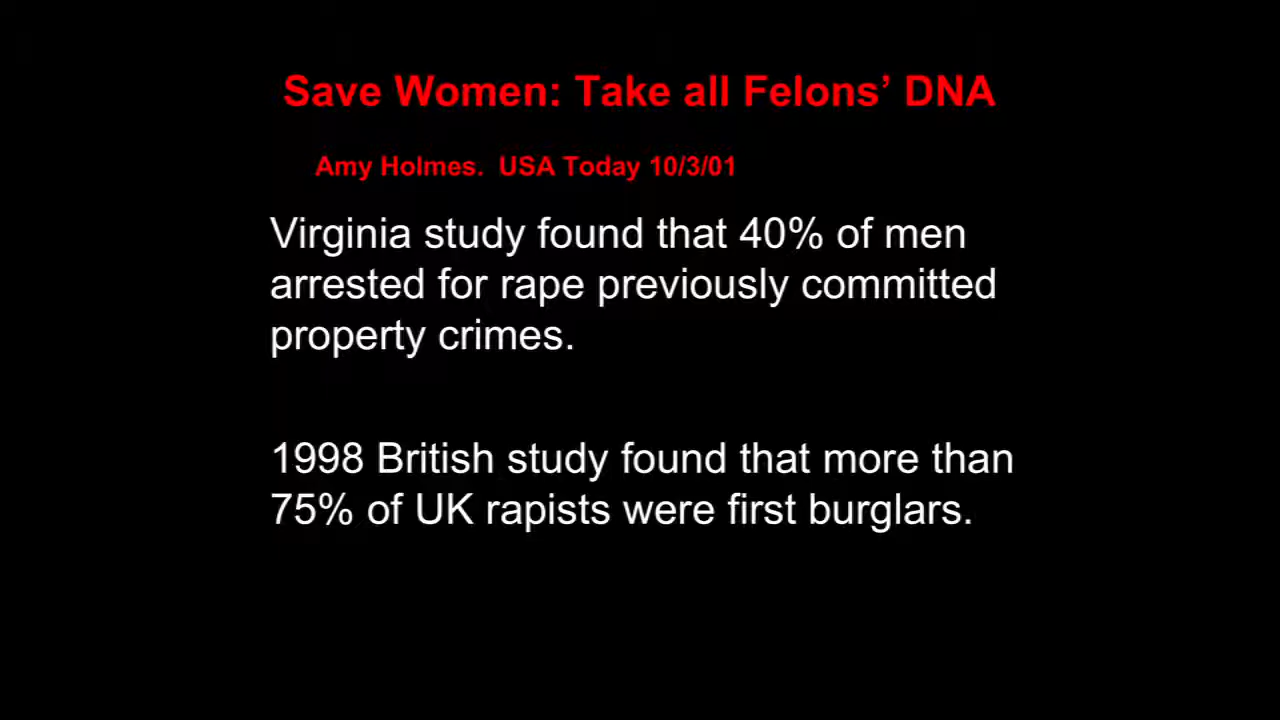 Save Women: Take all Felons’ DNA
Amy Holmes.  USA Today 10/3/01
Virginia study found that 40% of men
arrested for rape previously committed
property crimes.
1998 British study found that more than
75% of UK rapists were first burglars.